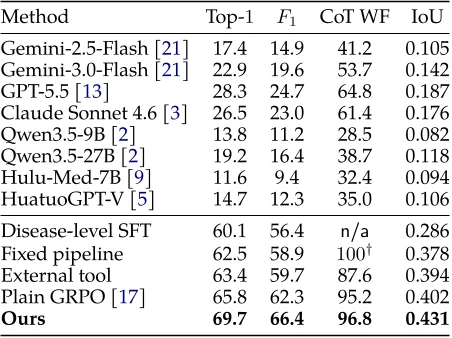 Method Top-1 F1 CoT WF IoU
Gemini-2.5-Flash [21] 17.4 14.9 41.2 0.105
Gemini-3.0-Flash [21] 22.9 19.6 53.7 0.142
GPT-5.5 [13] 28.3 24.7 64.8 0.187
Claude Sonnet 4.6 [3] 26.5 23.0 61.4 0.176
Qwen3.5-9B [2] 13.8 11.2 28.5 0.082
Qwen3.5-27B [2] 19.2 16.4 38.7 0.118
Hulu-Med-7B [9] 11.6 9.4 32.4 0.094
HuatuoGPT-V [5] 14.7 12.3 35.0 0.106
Disease-level SFT 60.1 56.4 n/a 0.286
Fixed pipeline 62.5 58.9 100† 0.378
External tool 63.4 59.7 87.6 0.394
Plain GRPO [17] 65.8 62.3 95.2 0.402
Ours 69.7 66.4 96.8 0.431